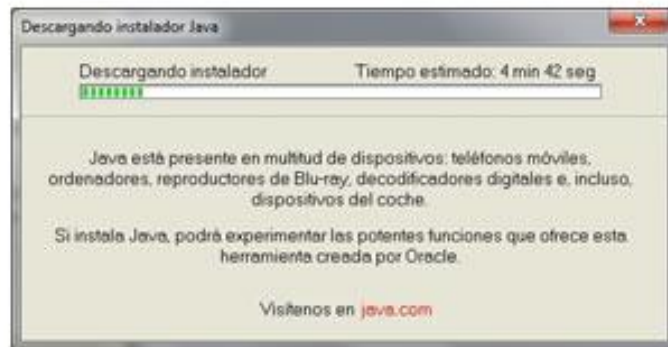 Descargando instalador Java
Descargando instalador Tiempo estimado: 4 min 42 seg
Java está presente en multitud de dispositivos: teléfonos móviles,
ordenadores, reproductores de Blu-ray, decodificadores digitales e, incluso,
dispositivos del coche.
Si instala Java, podrá experimentar las potentes funciones que ofrece esta
herramienta creada por Oracle.
Visítenos en java.com